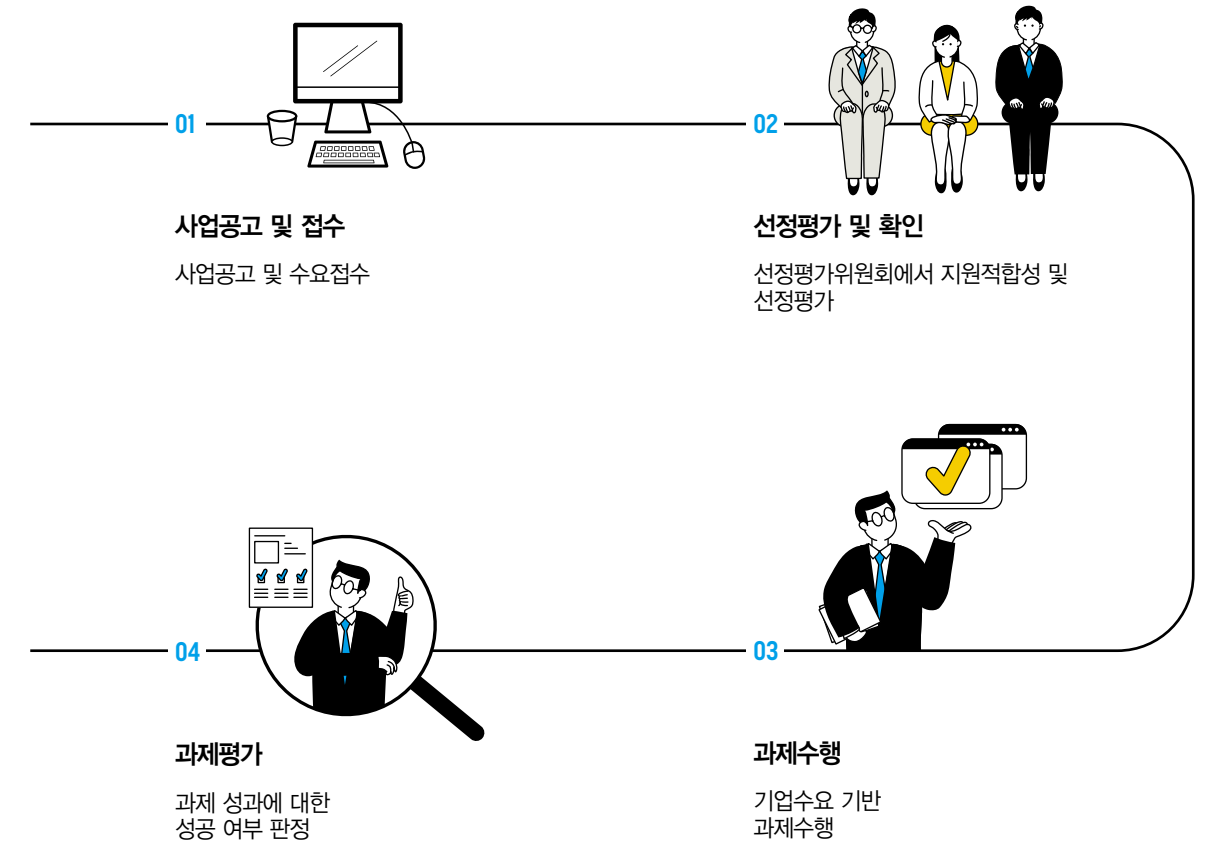 01
사업공고 및 접수
사업공고 및 수요접수
02
선정평가 및 확인
선정평가위원회에서 지원적합성 및
선정평가
03
과제수행
기업수요 기반
과제수행
04
과제평가
과제 성과에 대한
성공 여부 판정